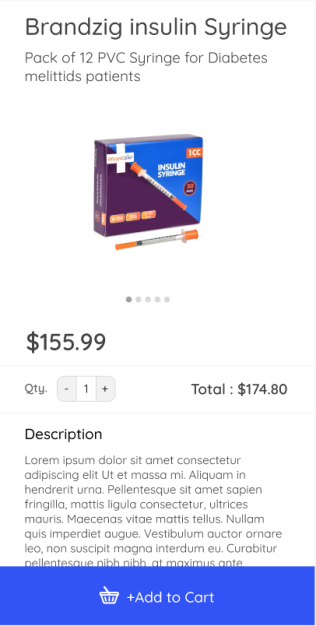 Brandzig insulin Syringe
Pack of 12 PVC Syringe for Diabetes
melittids patients
1CC
INSULIN
SYRINGE
$155.99
Qty.
- 1 +
Total : $174.80
Description
Lorem ipsum dolor sit amet consectetur
adipiscing elit Ut et massa mi. Aliquam in
hendrerit urna. Pellentesque sit amet sapien
fringilla, mattis ligula consectetur, ultrices
mauris. Maecenas vitae mattis tellus. Nullam
quis imperdiet augue. Vestibulum auctor ornare
leo, non suscipit magna interdum eu. Curabitur
pellentesque nibh nibh, at maximus ante
+Add to Cart